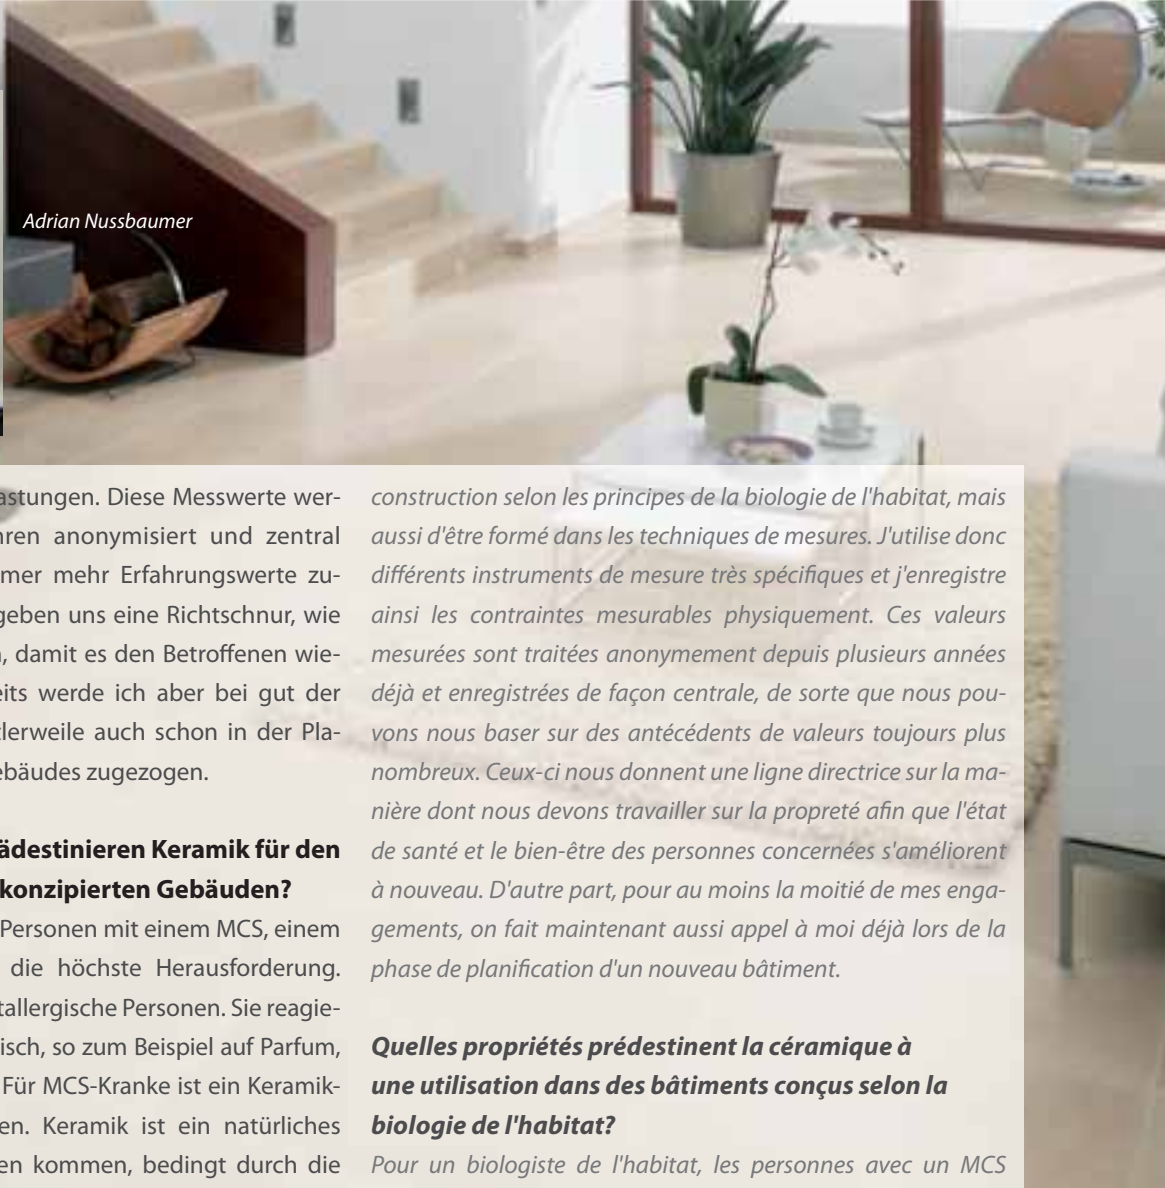 Adrian Nussbaumer
astungen. Diese Messwerte wer-
hren anonymisiert und zentral
mer mehr Erfahrungswerte zu-
geben uns eine Richtschnur, wie
, damit es den Betroffenen wie-
eits werde ich aber bei gut der
tlerweile auch schon in der Pla-
ebäudes zugezogen.
ädestinieren Keramik für den
konzipierten Gebäuden?
Personen mit einem MCS, einem
die höchste Herausforderung.
tallergische Personen. Sie reagie-
isch, so zum Beispiel auf Parfum,
Für MCS-Kranke ist ein Keramik-
en. Keramik ist ein natürliches
en kommen, bedingt durch die
construction selon les principes de la biologie de l'habitat, mais
aussi d'être formé dans les techniques de mesures. J'utilise donc
différents instruments de mesure très spécifiques et j'enregistre
ainsi les contraintes mesurables physiquement. Ces valeurs
mesurées sont traitées anonymement depuis plusieurs années
déjà et enregistrées de façon centrale, de sorte que nous pou-
vons nous baser sur des antécédents de valeurs toujours plus
nombreux. Ceux-ci nous donnent une ligne directrice sur la ma-
nière dont nous devons travailler sur la propreté afin que l'état
de santé et le bien-être des personnes concernées s'améliorent
à nouveau. D'autre part, pour au moins la moitié de mes enga-
gements, on fait maintenant aussi appel à moi déjà lors de la
phase de planification d'un nouveau bâtiment.
Quelles propriétés prédestinent la céramique à
une utilisation dans des bâtiments conçus selon la
biologie de l'habitat?
Pour un biologiste de l'habitat, les personnes avec un MCS